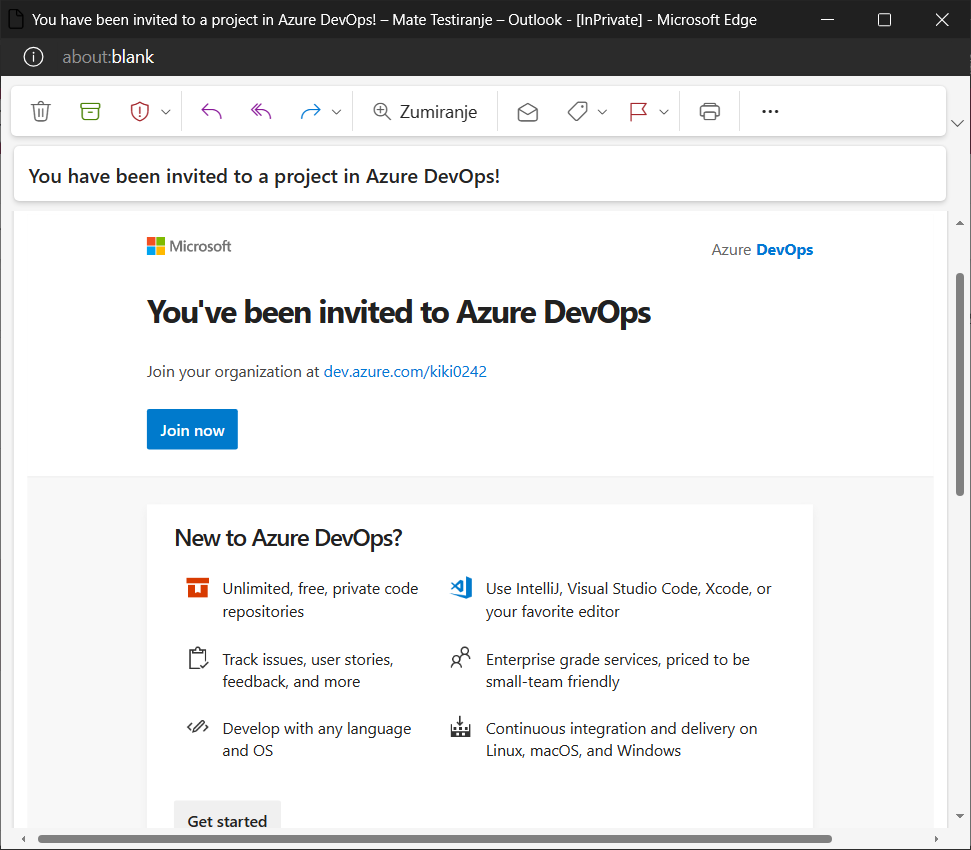 You have been invited to a project in Azure DevOps! – Mate Testiranje – Outlook - [InPrivate] - Microsoft Edge
about:blank
Zumiranje
You have been invited to a project in Azure DevOps!
Microsoft
Azure DevOps
You've been invited to Azure DevOps
Join your organization at dev.azure.com/kiki0242
Join now
New to Azure DevOps?
Unlimited, free, private code
repositories
Use IntelliJ, Visual Studio Code, Xcode, or
your favorite editor
Track issues, user stories,
feedback, and more
Enterprise grade services, priced to be
small-team friendly
Develop with any language
and OS
Continuous integration and delivery on
Linux, macOS, and Windows
Get started